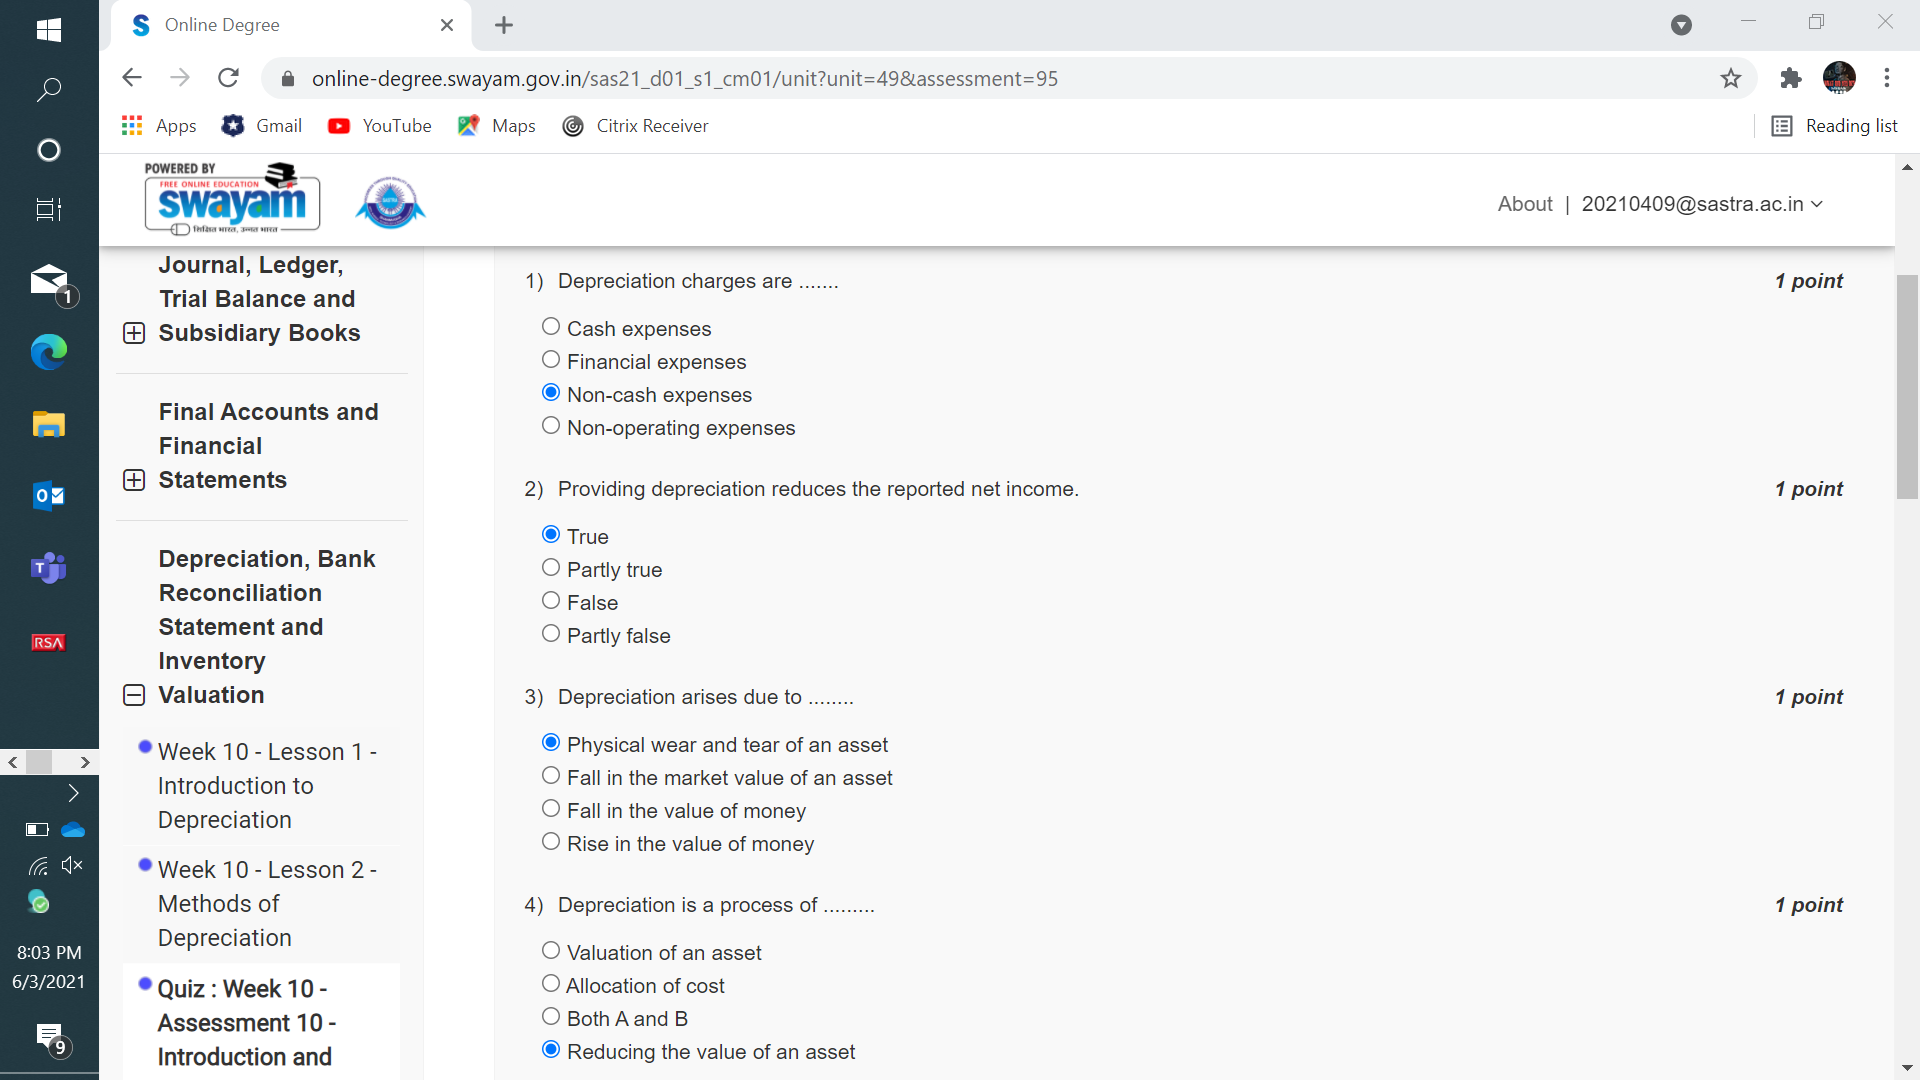 Online Degree
online-degree.swayam.gov.in/sas21_d01_s1_cm01/unit?unit=49&assessment=95
Apps
Gmail
YouTube
Maps
Citrix Receiver
Reading list
POWERED BY
FREE ONLINE EDUCATION
swayam
शिक्षित भारत, उन्नत भारत
About | 20210409@sastra.ac.in
Journal, Ledger,
Trial Balance and
Subsidiary Books
Final Accounts and
Financial
Statements
Depreciation, Bank
Reconciliation
Statement and
Inventory
Valuation
Week 10 - Lesson 1 -
Introduction to
Depreciation
Week 10 - Lesson 2 -
Methods of
Depreciation
Quiz : Week 10 -
Assessment 10 -
Introduction and
1) Depreciation charges are ....... 1 point
Cash expenses
Financial expenses
Non-cash expenses
Non-operating expenses
2) Providing depreciation reduces the reported net income. 1 point
True
Partly true
False
Partly false
3) Depreciation arises due to ........ 1 point
Physical wear and tear of an asset
Fall in the market value of an asset
Fall in the value of money
Rise in the value of money
4) Depreciation is a process of ......... 1 point
Valuation of an asset
Allocation of cost
Both A and B
Reducing the value of an asset
1
RSA
8:03 PM
6/3/2021
9